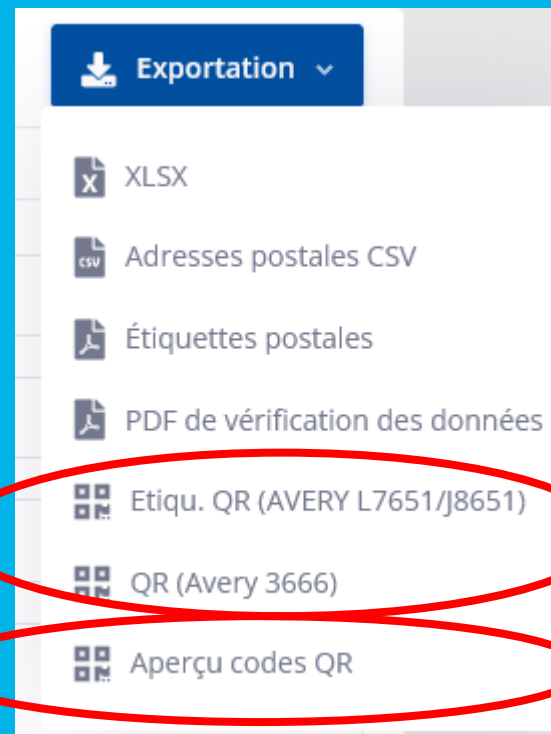 Exportation
XLSX
Adresses postales CSV
Étiquettes postales
PDF de vérification des données
Etiqu. QR (AVERY L7651/J8651)
QR (Avery 3666)
Aperçu codes QR